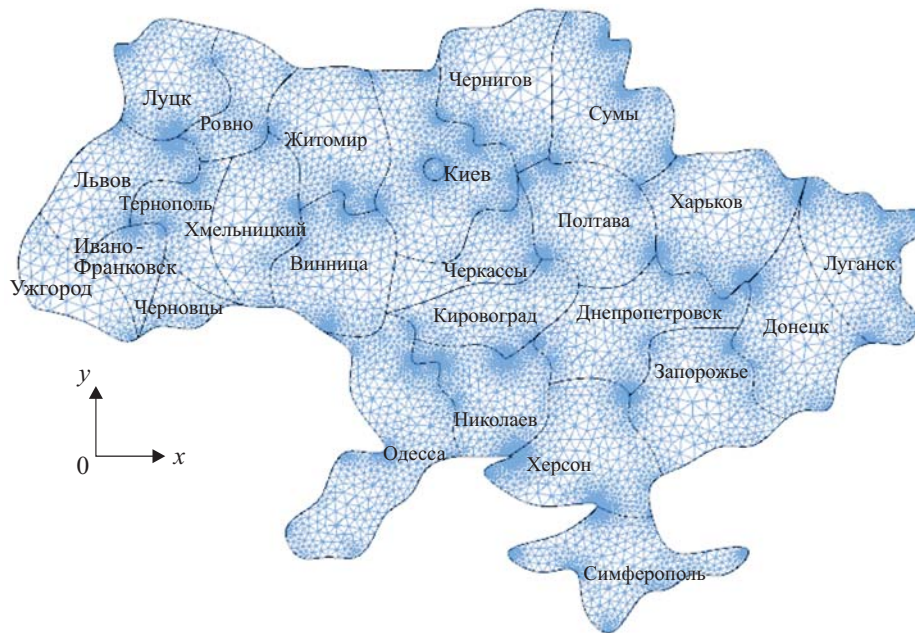 Чернигов
Луцк
Сумы
Ровно
Житомир
Львов
Киев
Тернополь
Харьков
Полтава
Хмельницкий
Ивано-
Франковск
Винница
Черкассы
Луганск
Ужгород
Черновцы
Кировоград
Днепропетровск
Донецк
Запорожье
y
Николаев
0
x
Одесса
Херсон
Симферополь